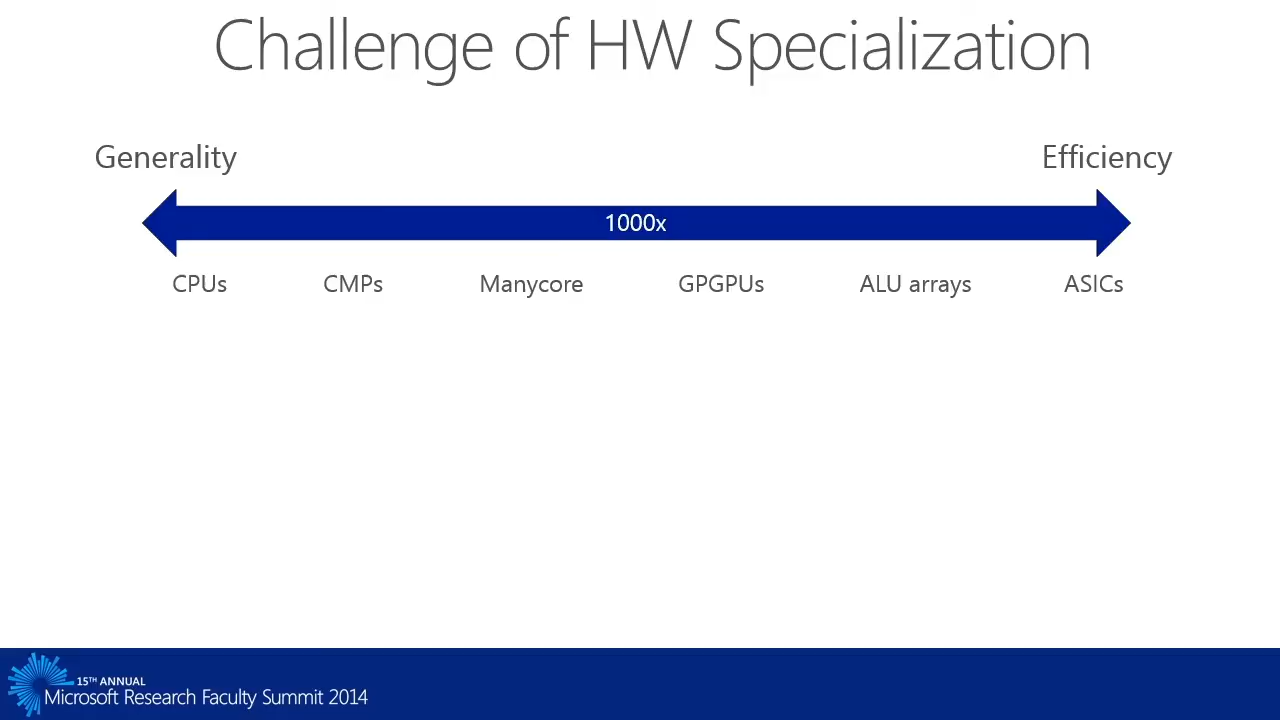 Challenge of HW Specialization
Generality
Efficiency
1000x
CPUs
CMPs
Manycore
GPGPUs
ALU arrays
ASICs
15TH ANNUAL
Microsoft Research Faculty Summit 2014